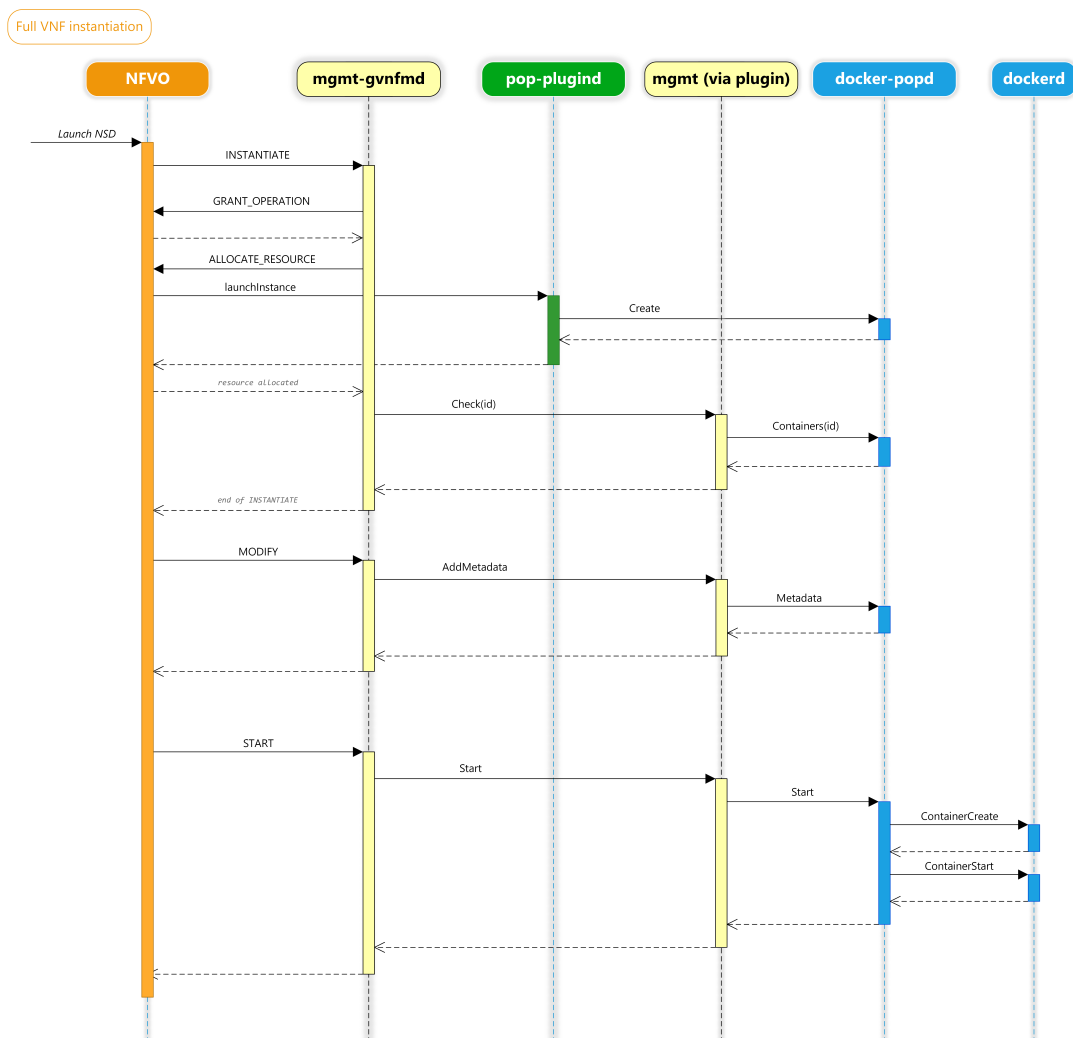 Full VNF instantiation
NFVO
mgmt-gvnfmd
pop-plugind
mgmt (via plugin)
docker-popd
dockerd
Launch NSD
INSTANTIATE
GRANT_OPERATION
ALLOCATE_RESOURCE
launchInstance
Create
resource allocated
Check(id)
Containers(id)
end of INSTANTIATE
MODIFY
AddMetadata
Metadata
START
Start
Start
ContainerCreate
ContainerStart